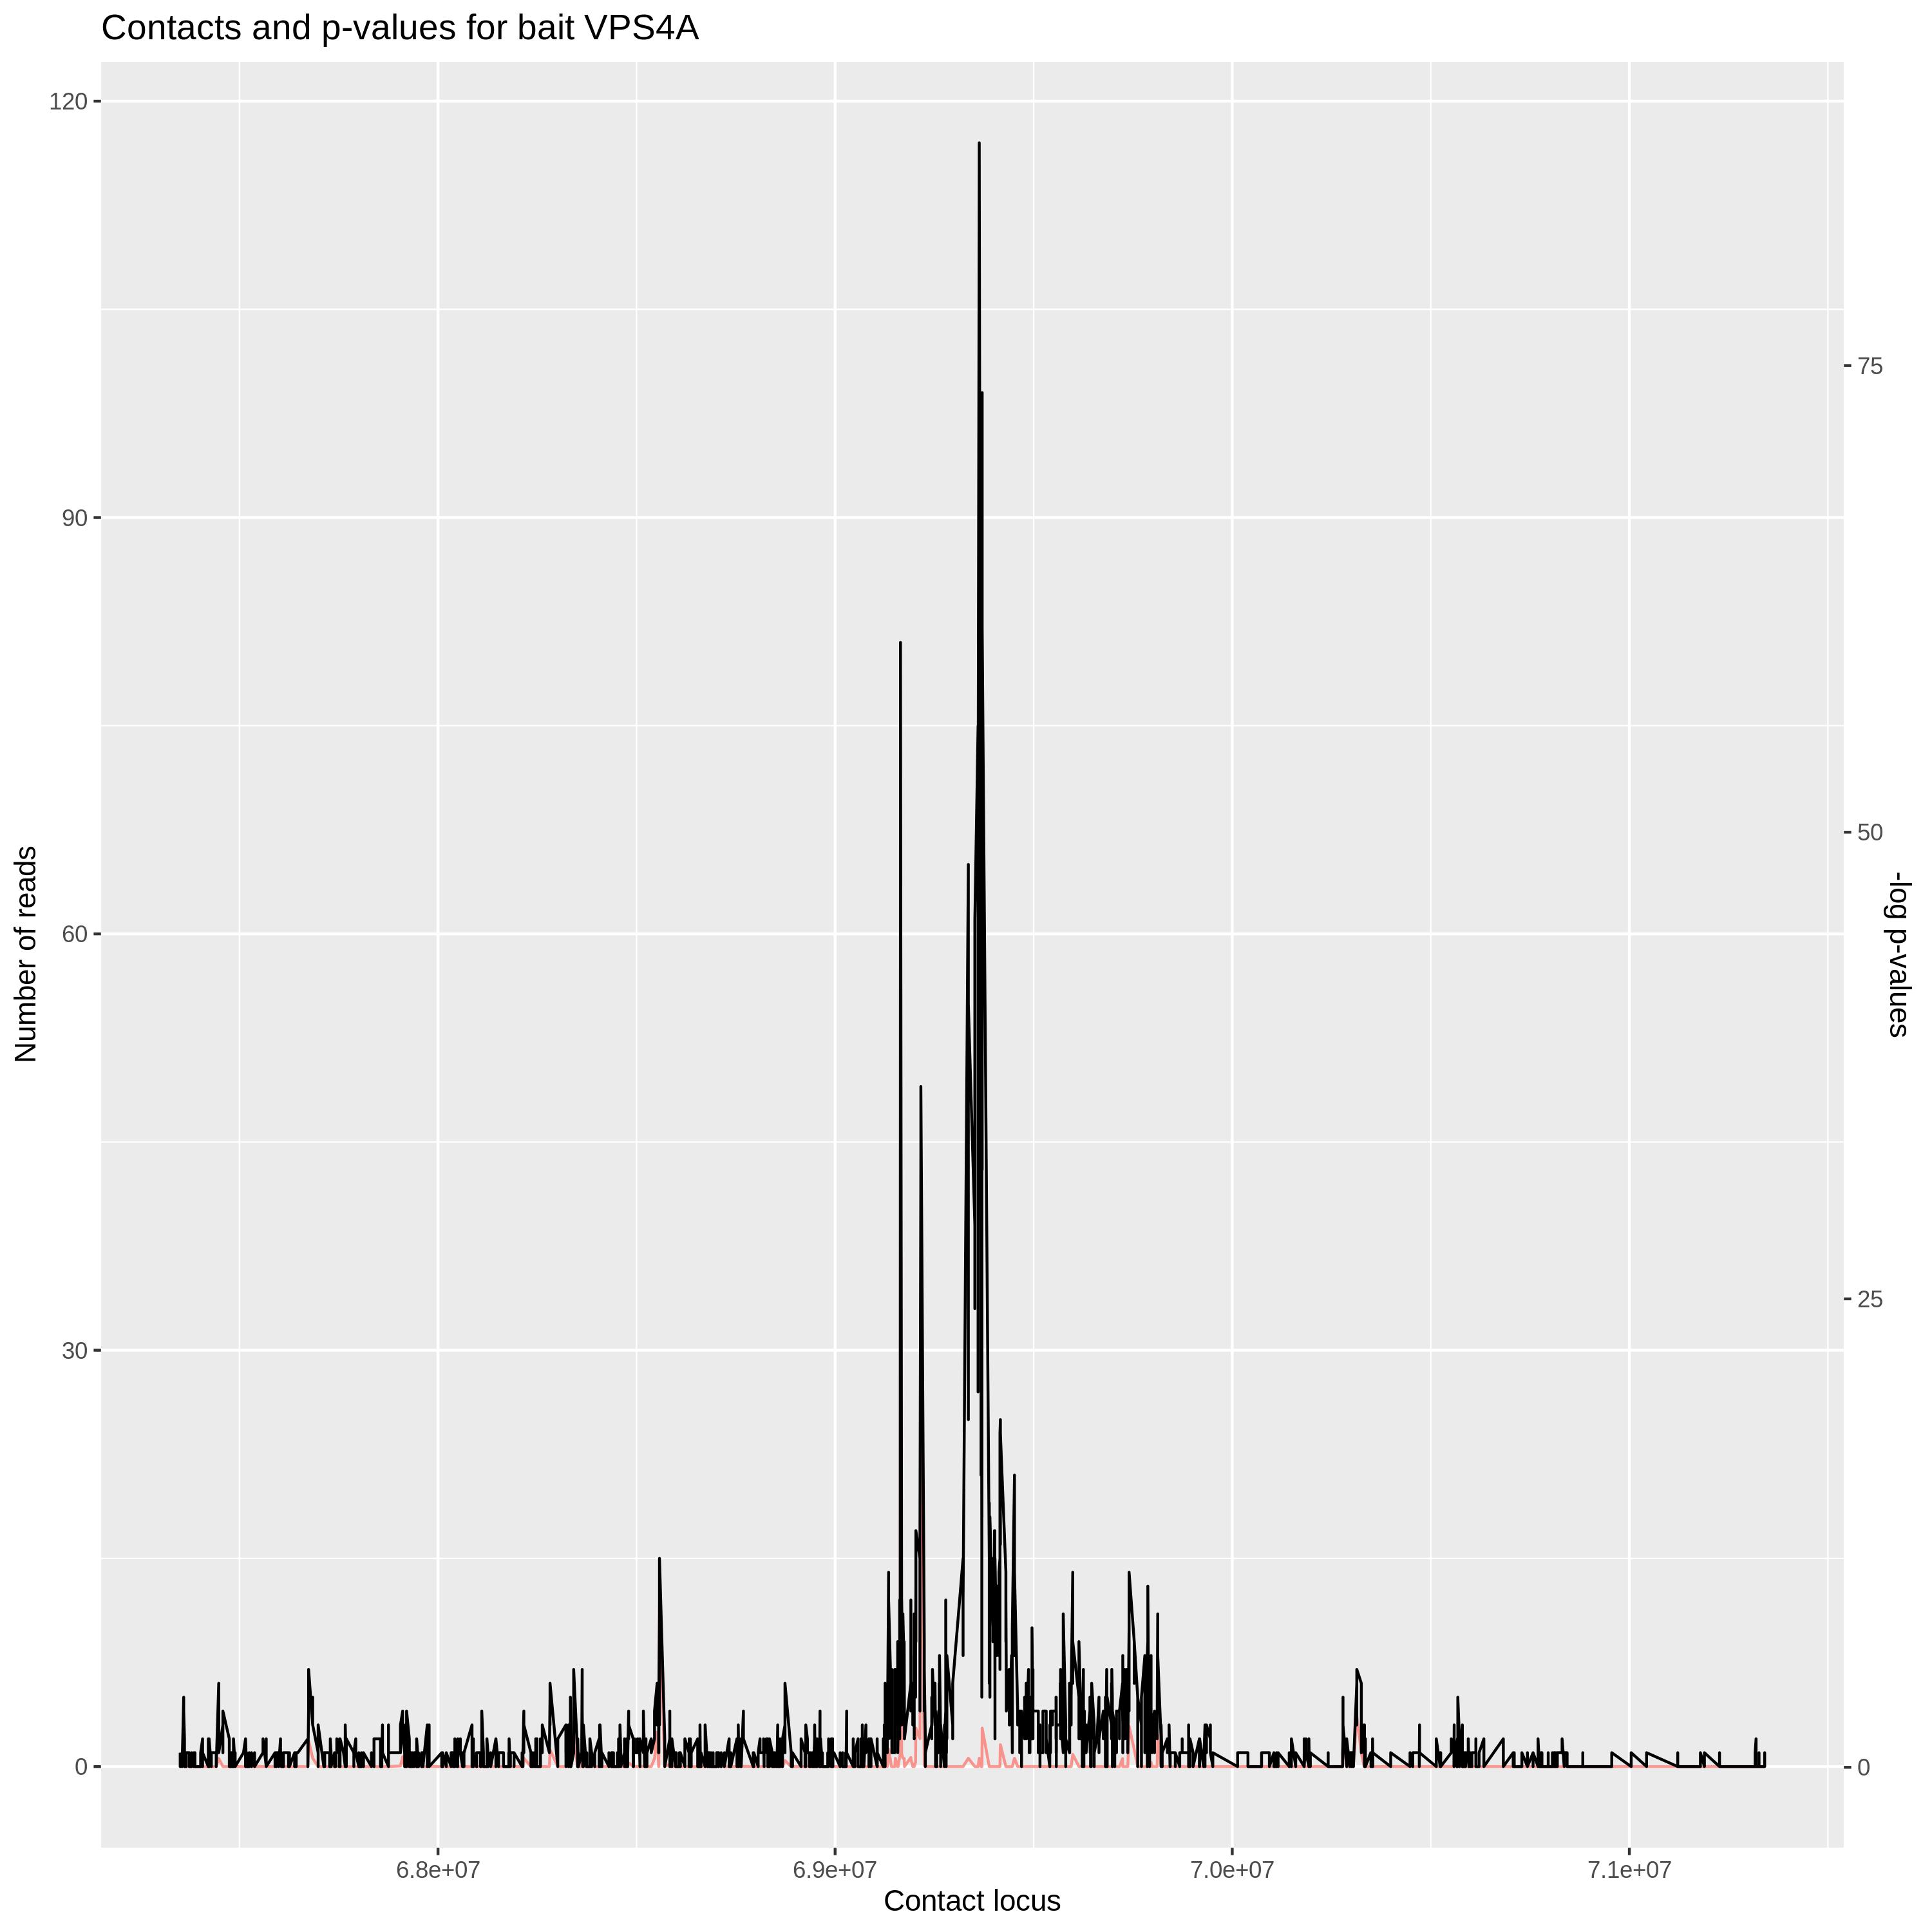 Contacts and p-values for bait VPS4A
120
90
60
30
0
Number of reads
75
50
25
0
-log p-values
6.8e+07 6.9e+07 7.0e+07 7.1e+07
Contact locus